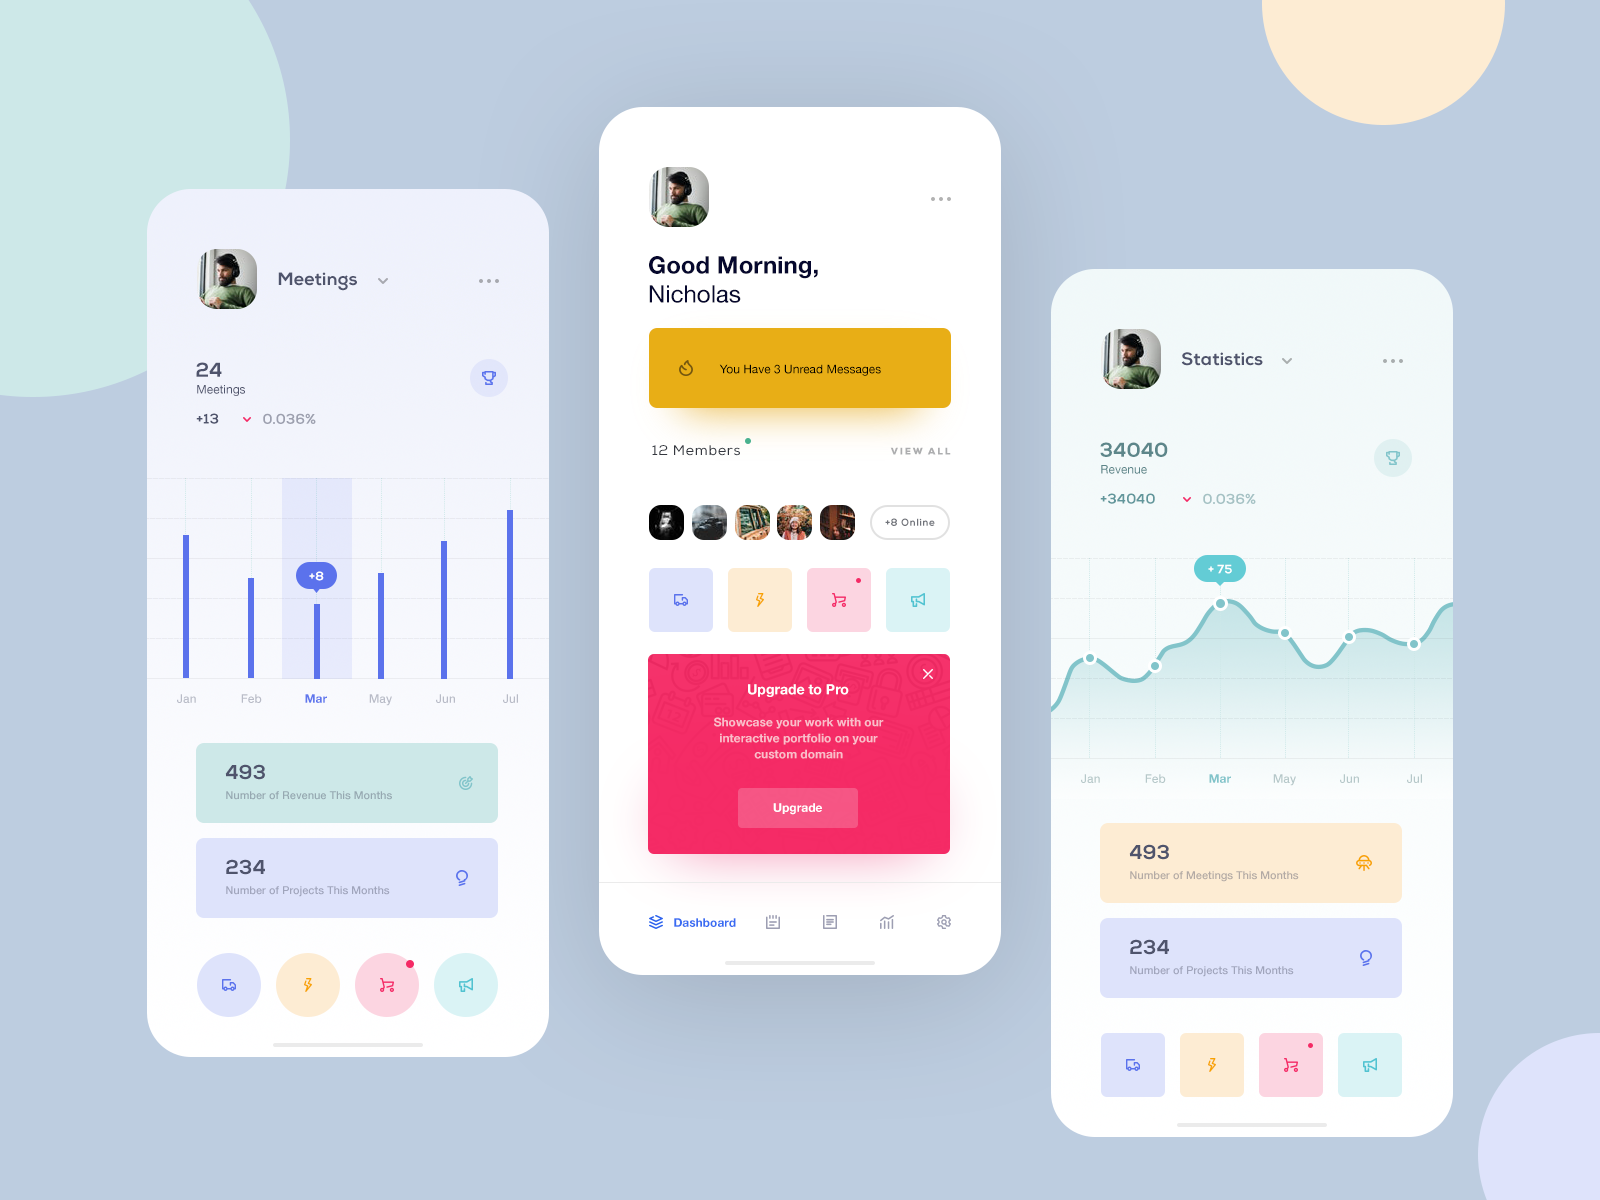 Meetings
24
Meetings
+13
0.036%
+8
Jan Feb Mar May Jun Jul
493
Number of Revenue This Months
234
Number of Projects This Months
Good Morning,
Nicholas
You Have 3 Unread Messages
12 Members
VIEW ALL
+8 Online
Upgrade to Pro
Showcase your work with our
interactive portfolio on your
custom domain
Upgrade
Dashboard
Statistics
34040
Revenue
+34040
0.036%
+ 75
Jan Feb Mar May Jun Jul
493
Number of Meetings This Months
234
Number of Projects This Months